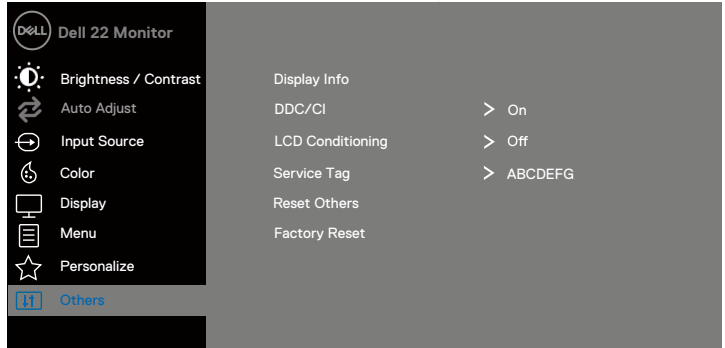 DELL Dell 22 Monitor
Brightness / Contrast
Auto Adjust
Input Source
Color
Display
Menu
Personalize
Others
Display Info
DDC/CI > On
LCD Conditioning > Off
Service Tag > ABCDEFG
Reset Others
Factory Reset